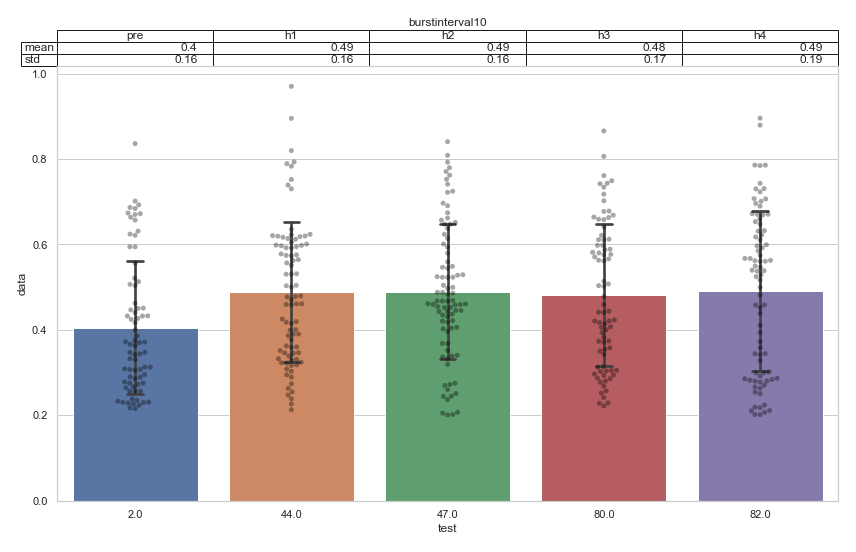 burstinterval10
pre h1 h2 h3 h4
mean 0.4 0.49 0.49 0.48 0.49
std 0.16 0.16 0.16 0.17 0.19
1.0
0.8
0.6
0.4
0.2
0.0
data
2.0 44.0 47.0 80.0 82.0
test